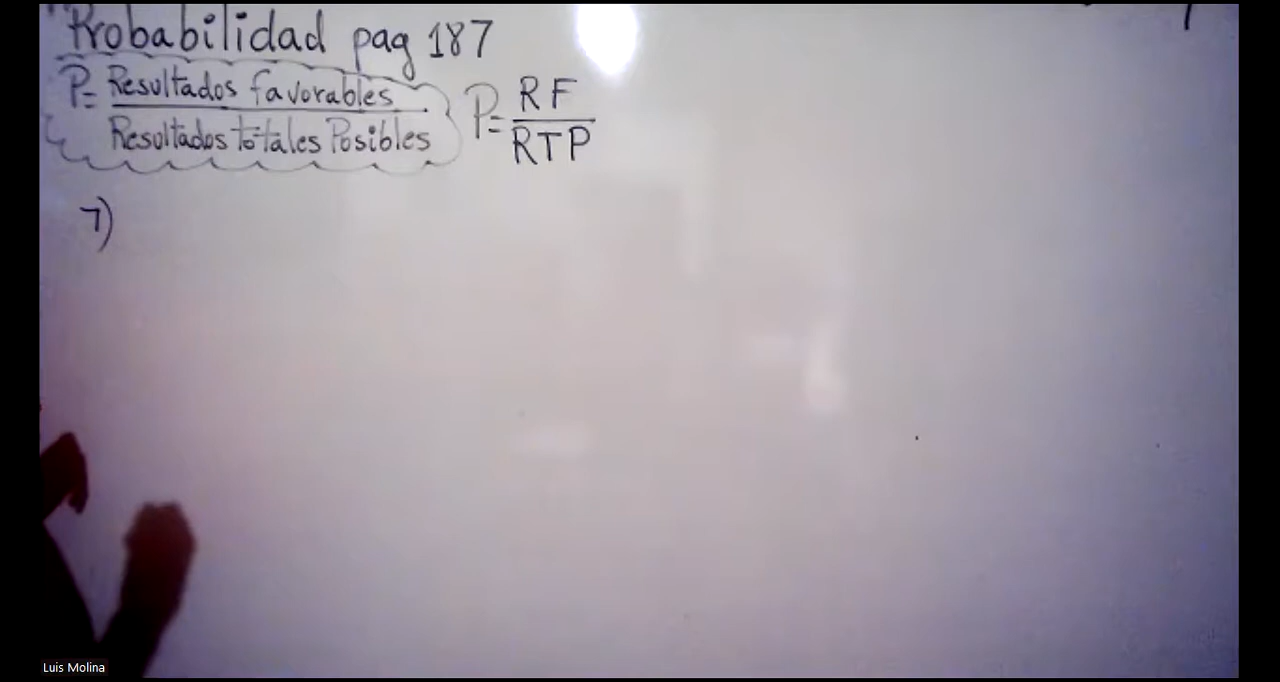 Probabilidad pag 187
P= Resultados favorables
Resultados totales Posibles
P= RF
RTP
7)
Luis Molina